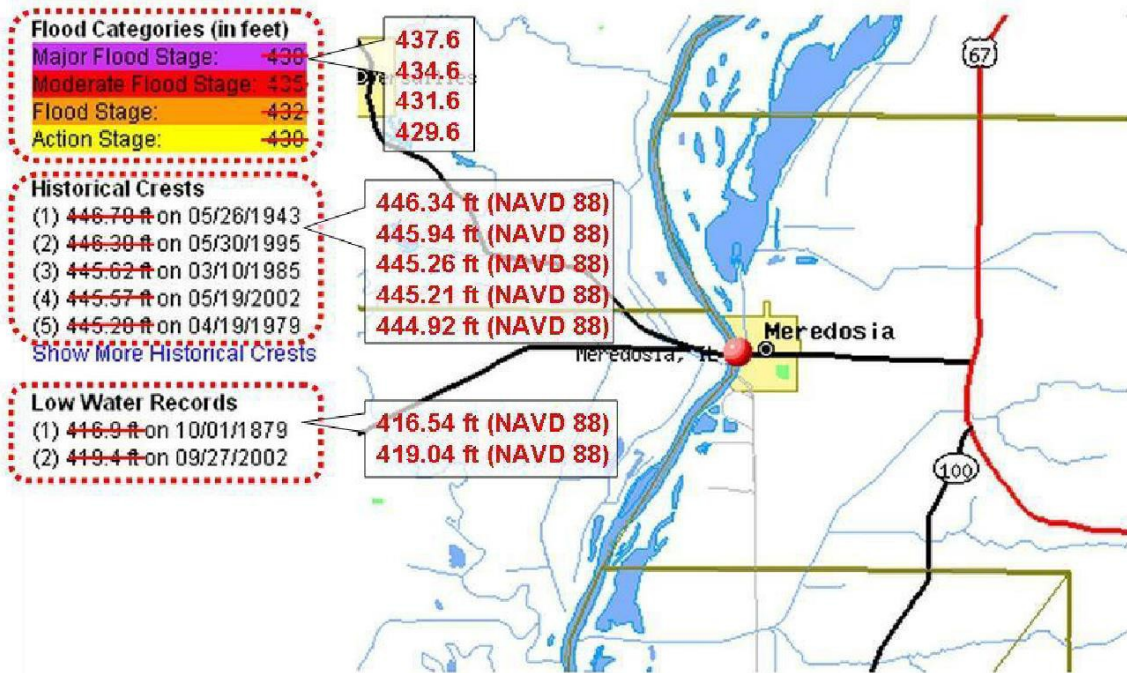 Flood Categories (in feet)
Major Flood Stage: 438
Moderate Flood Stage: 435
Flood Stage: 432
Action Stage: 430
437.6
434.6
431.6
429.6
Historical Crests
(1) 446.70 ft on 05/26/1943
(2) 446.30 ft on 05/30/1995
(3) 445.62 ft on 03/10/1985
(4) 445.57 ft on 05/19/2002
(5) 445.28 ft on 04/19/1979
Show More Historical Crests
446.34 ft (NAVD 88)
445.94 ft (NAVD 88)
445.26 ft (NAVD 88)
445.21 ft (NAVD 88)
444.92 ft (NAVD 88)
Low Water Records
(1) 416.9 ft on 10/01/1879
(2) 419.4 ft on 09/27/2002
416.54 ft (NAVD 88)
419.04 ft (NAVD 88)
67
Meredosia
Meredosia, IL
100